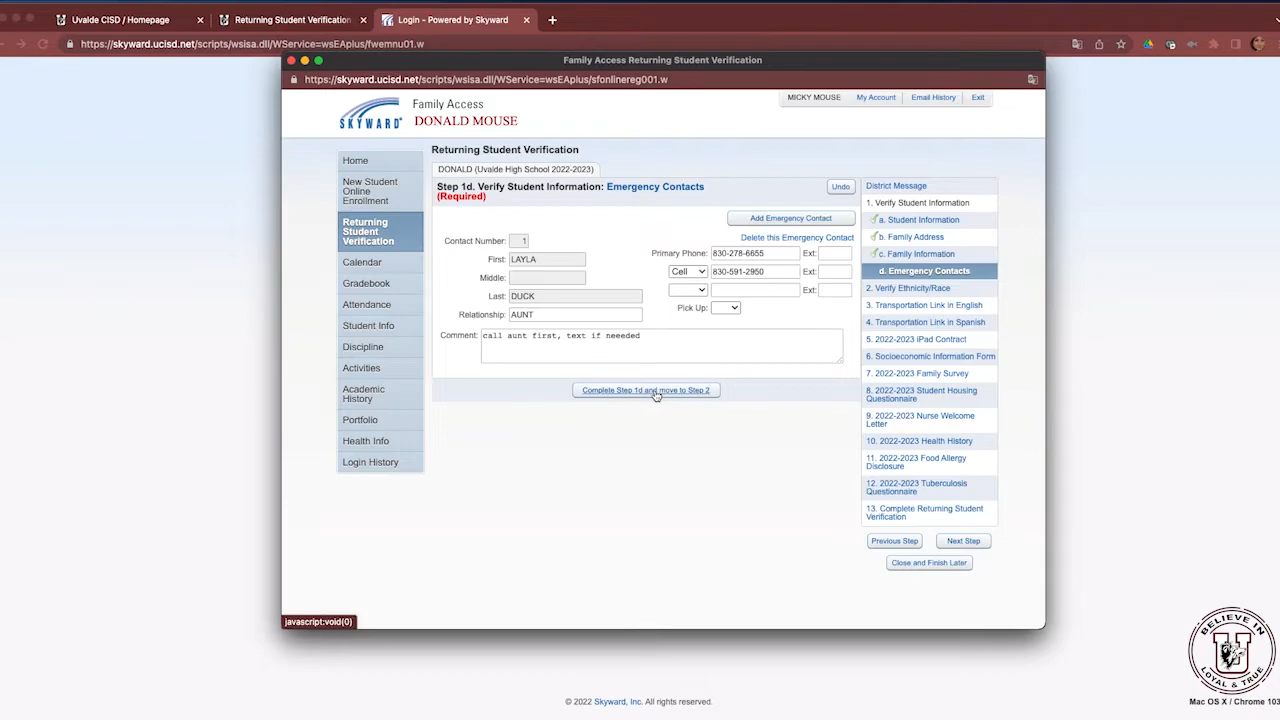 Uvalde CISD / Homepage
Returning Student Verification
Login - Powered by Skyward
https://skyward.ucisd.net/scripts/wsisa.dll/WService=wsEAplus/fwemnu01.w
Family Access Returning Student Verification
https://skyward.ucisd.net/scripts/wsisa.dll/WService=wsEAplus/sfonlinereg001.w
MICKY MOUSE My Account Email History Exit
SKYWARD
Family Access
DONALD MOUSE
Home
New Student
Online
Enrollment
Returning
Student
Verification
Calendar
Gradebook
Attendance
Student Info
Discipline
Activities
Academic
History
Portfolio
Health Info
Login History
Returning Student Verification
DONALD (Uvalde High School 2022-2023)
Step 1d. Verify Student Information: Emergency Contacts
(Required)
Undo
Add Emergency Contact
Delete this Emergency Contact
Contact Number: 1
First: LAYLA
Middle:
Last: DUCK
Relationship: AUNT
Primary Phone: 830-278-6655 Ext:
Cell 830-591-2950 Ext:
Ext:
Pick Up:
Comment: call aunt first, text if neeeded
Complete Step 1d and move to Step 2
District Message
1. Verify Student Information
a. Student Information
b. Family Address
c. Family Information
d. Emergency Contacts
2. Verify Ethnicity/Race
3. Transportation Link in English
4. Transportation Link in Spanish
5. 2022-2023 iPad Contract
6. Socioeconomic Information Form
7. 2022-2023 Family Survey
8. 2022-2023 Student Housing
Questionnaire
9. 2022-2023 Nurse Welcome
Letter
10. 2022-2023 Health History
11. 2022-2023 Food Allergy
Disclosure
12. 2022-2023 Tuberculosis
Questionnaire
13. Complete Returning Student
Verification
Previous Step Next Step
Close and Finish Later
javascript:void(0)
© 2022 Skyward, Inc. All rights reserved.
BELIEVE IN
U
LOYAL & TRUE
Mac OS X / Chrome 103